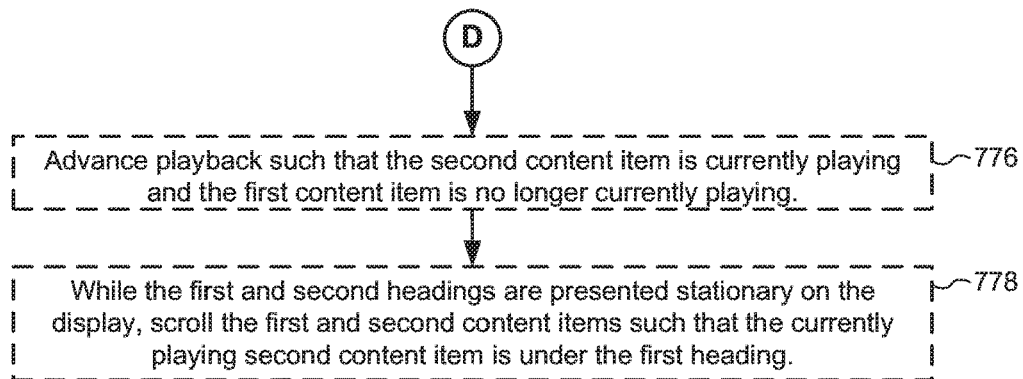 D
Advance playback such that the second content item is currently playing
and the first content item is no longer currently playing.
776
While the first and second headings are presented stationary on the
display, scroll the first and second content items such that the currently
playing second content item is under the first heading.
778